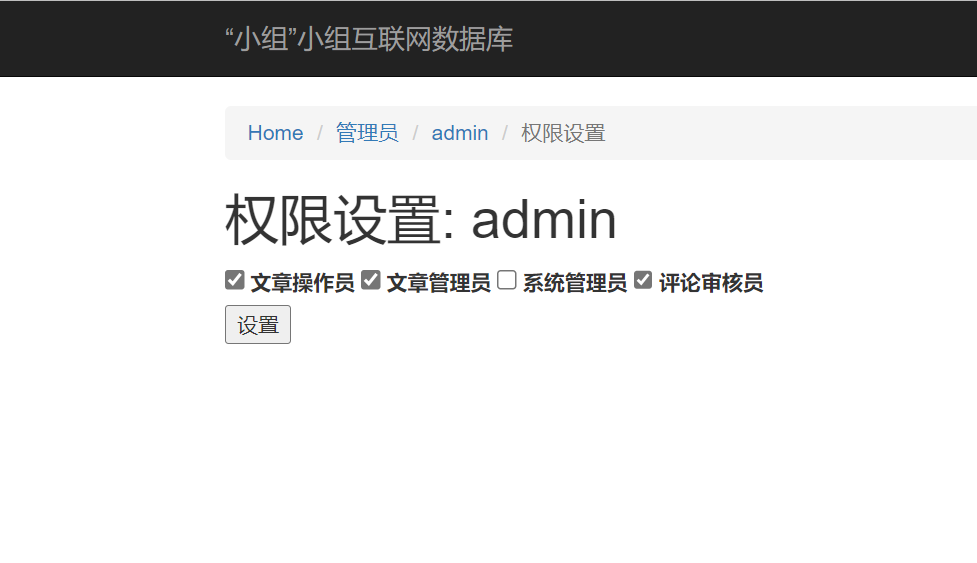 “小组”小组互联网数据库
Home / 管理员 / admin / 权限设置
权限设置: admin
文章操作员 文章管理员 系统管理员 评论审核员
设置